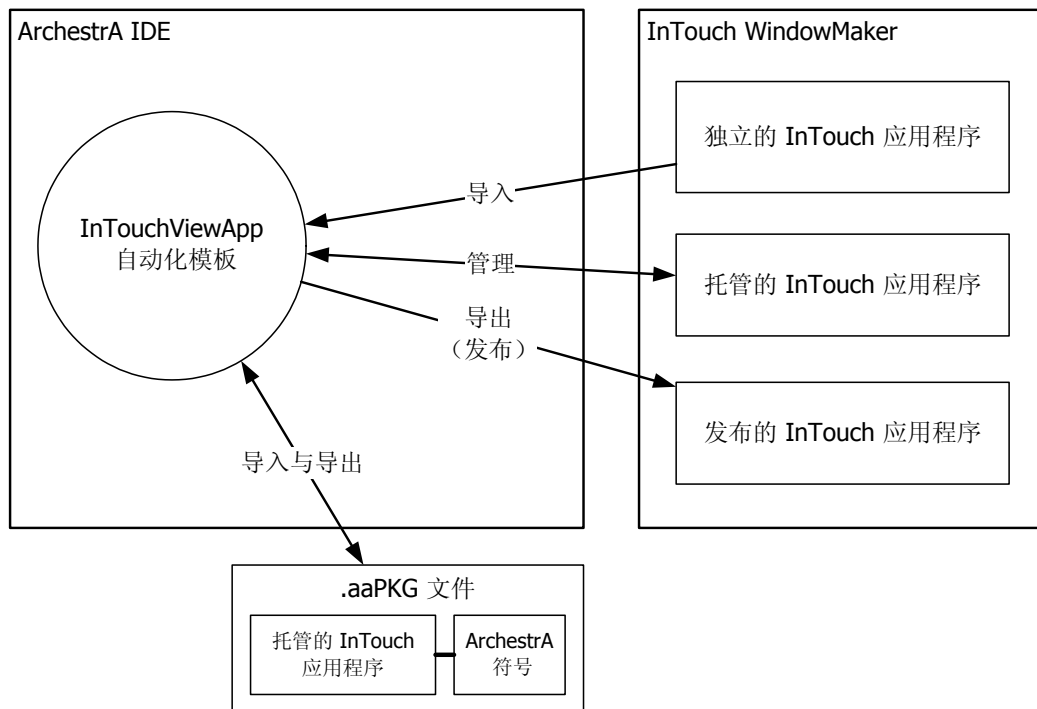 ArchestrA IDE
InTouch WindowMaker
独立的 InTouch 应用程序
导入
InTouchViewApp
自动化模板
管理
托管的 InTouch 应用程序
导出
（发布）
发布的 InTouch 应用程序
导入与导出
.aaPKG 文件
托管的 InTouch
应用程序
ArchestrA
符号